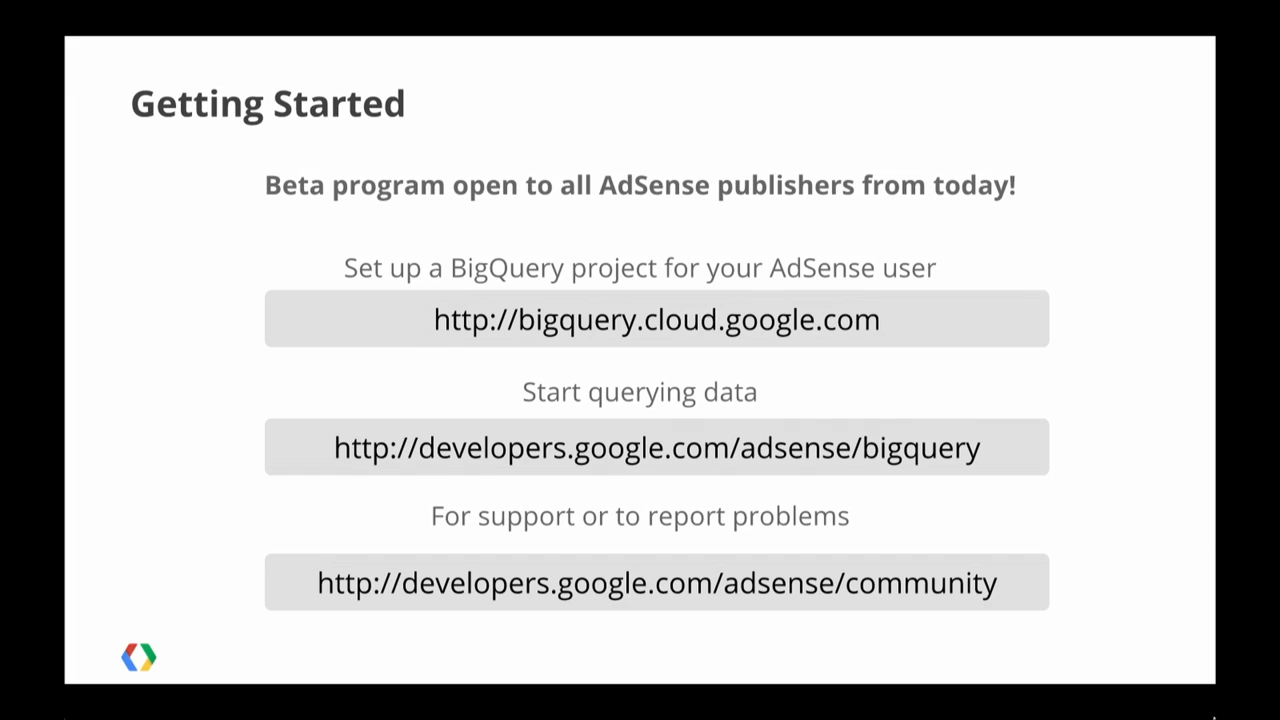 Getting Started
Beta program open to all AdSense publishers from today!
Set up a BigQuery project for your AdSense user
http://bigquery.cloud.google.com
Start querying data
http://developers.google.com/adsense/bigquery
For support or to report problems
http://developers.google.com/adsense/community